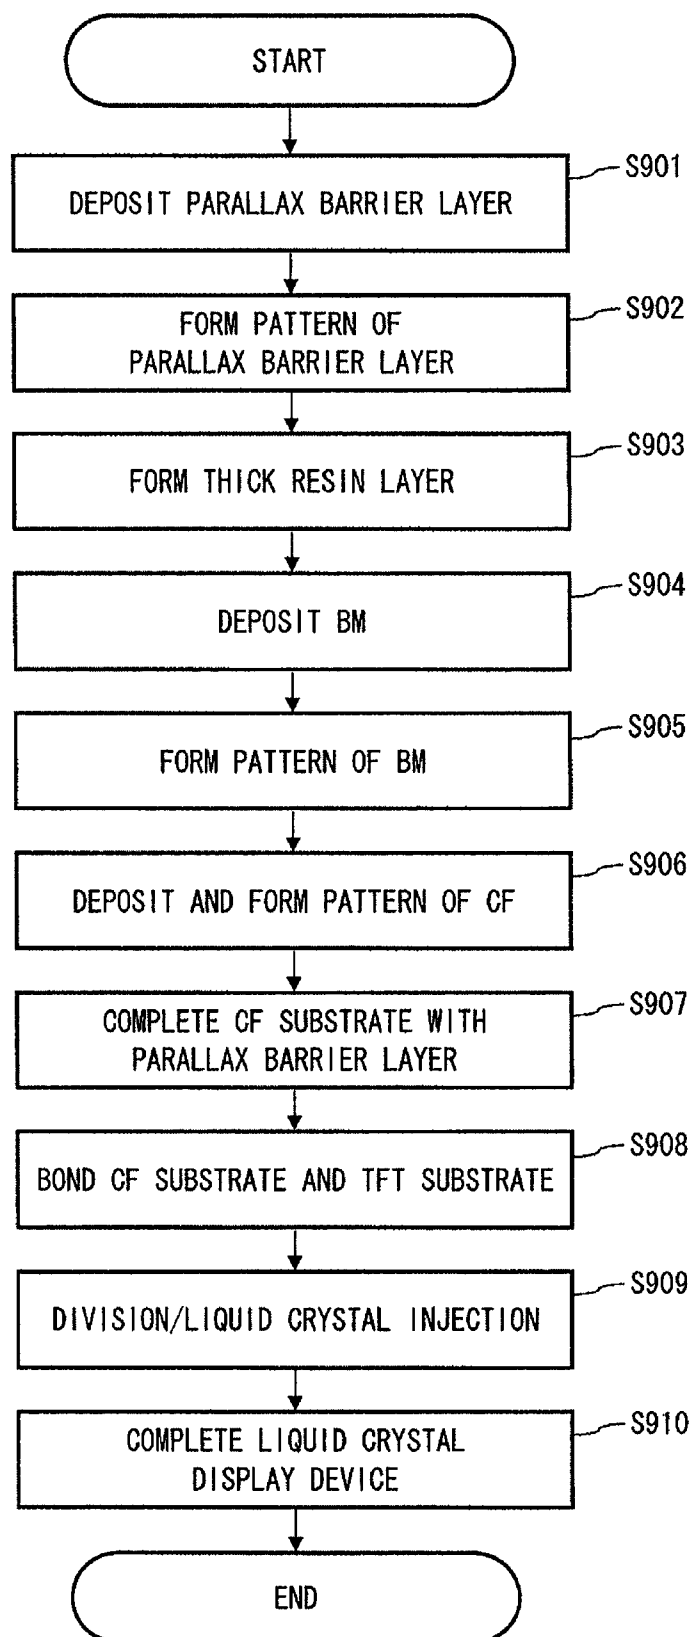 START
S901
DEPOSIT PARALLAX BARRIER LAYER
S902
FORM PATTERN OF
PARALLAX BARRIER LAYER
S903
FORM THICK RESIN LAYER
S904
DEPOSIT BM
S905
FORM PATTERN OF BM
S906
DEPOSIT AND FORM PATTERN OF CF
S907
COMPLETE CF SUBSTRATE WITH
PARALLAX BARRIER LAYER
S908
BOND CF SUBSTRATE AND TFT SUBSTRATE
S909
DIVISION/LIQUID CRYSTAL INJECTION
S910
COMPLETE LIQUID CRYSTAL
DISPLAY DEVICE
END